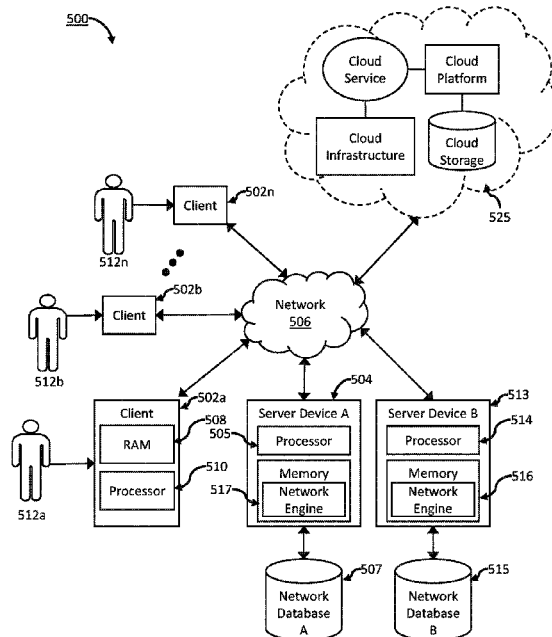 500
Cloud
Service
Cloud
Platform
Cloud
Infrastructure
Cloud
Storage
525
502n
Client
512n
502b
Client
512b
Network
506
502a
Client
508
RAM
510
Processor
512a
504
Server Device A
505
Processor
Memory
517
Network
Engine
513
Server Device B
514
Processor
Memory
516
Network
Engine
507
Network
Database
A
515
Network
Database
B